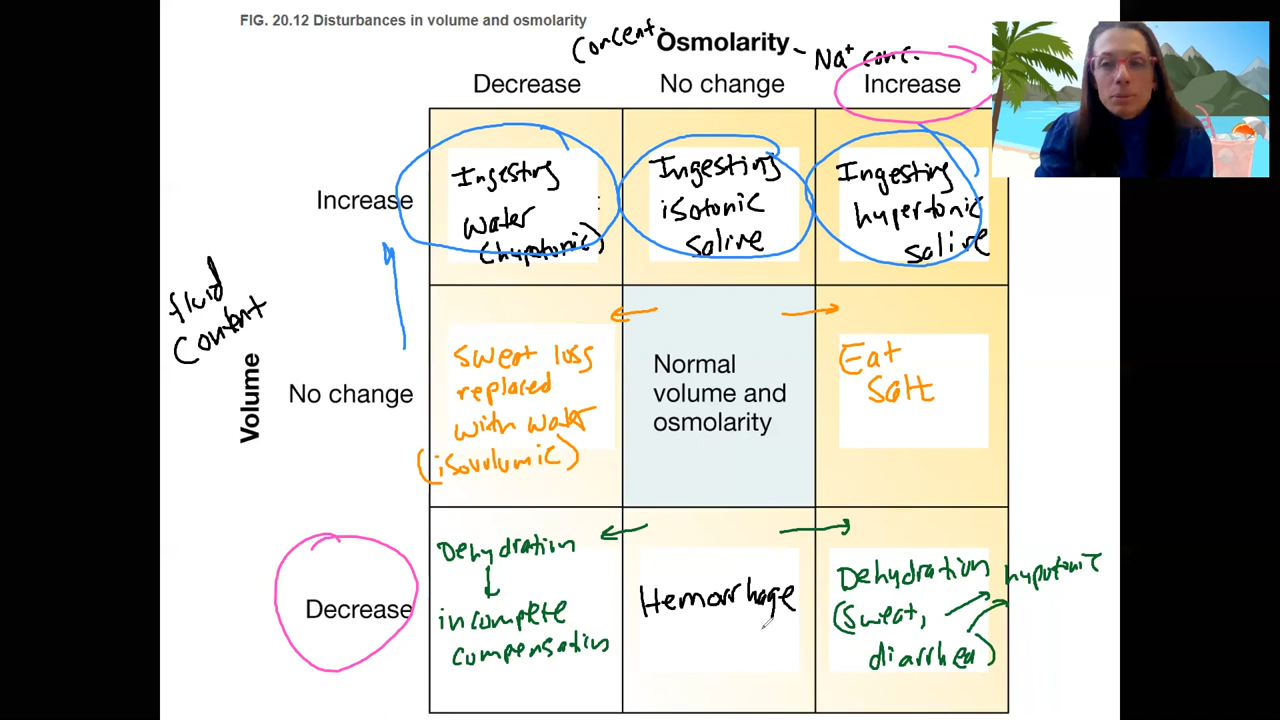 FIG. 20.12 Disturbances in volume and osmolarity
Concent. Osmolarity - Na+ conc.
Decrease No change Increase
Increase
Ingesting
water
(hypotonic)
Ingesting
isotonic
saline
Ingesting
hypertonic
saline
fluid
content
Volume
No change
Sweat loss
replaced
with water
(isovolumic)
Normal
volume and
osmolarity
Eat
Salt
Decrease
Dehydration
↓
incomplete
compensation
Hemorrhage
Dehydration
(Sweat,
diarrhea)
hypotonic